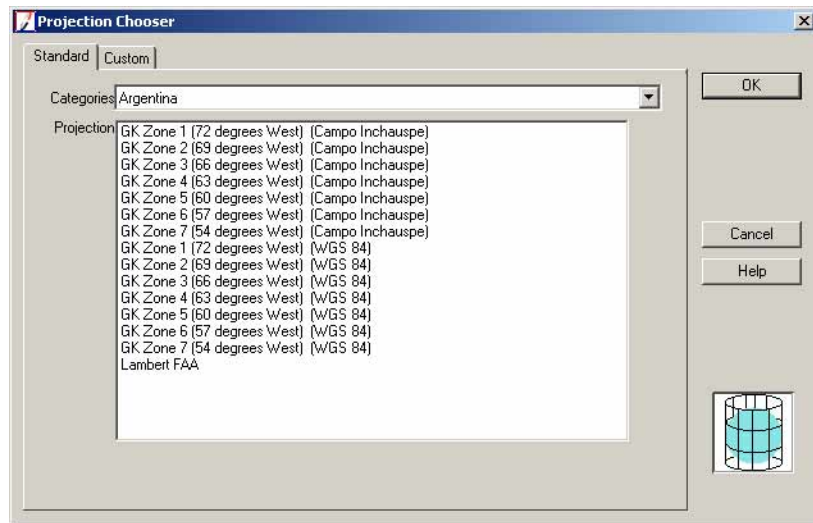 Projection Chooser
Standard
Custom
Categories Argentina
Projection
GK Zone 1 (72 degrees West) (Campo Inchauspe)
GK Zone 2 (69 degrees West) (Campo Inchauspe)
GK Zone 3 (66 degrees West) (Campo Inchauspe)
GK Zone 4 (63 degrees West) (Campo Inchauspe)
GK Zone 5 (60 degrees West) (Campo Inchauspe)
GK Zone 6 (57 degrees West) (Campo Inchauspe)
GK Zone 7 (54 degrees West) (Campo Inchauspe)
GK Zone 1 (72 degrees West) (WGS 84)
GK Zone 2 (69 degrees West) (WGS 84)
GK Zone 3 (66 degrees West) (WGS 84)
GK Zone 4 (63 degrees West) (WGS 84)
GK Zone 5 (60 degrees West) (WGS 84)
GK Zone 6 (57 degrees West) (WGS 84)
GK Zone 7 (54 degrees West) (WGS 84)
Lambert FAA
OK
Cancel
Help